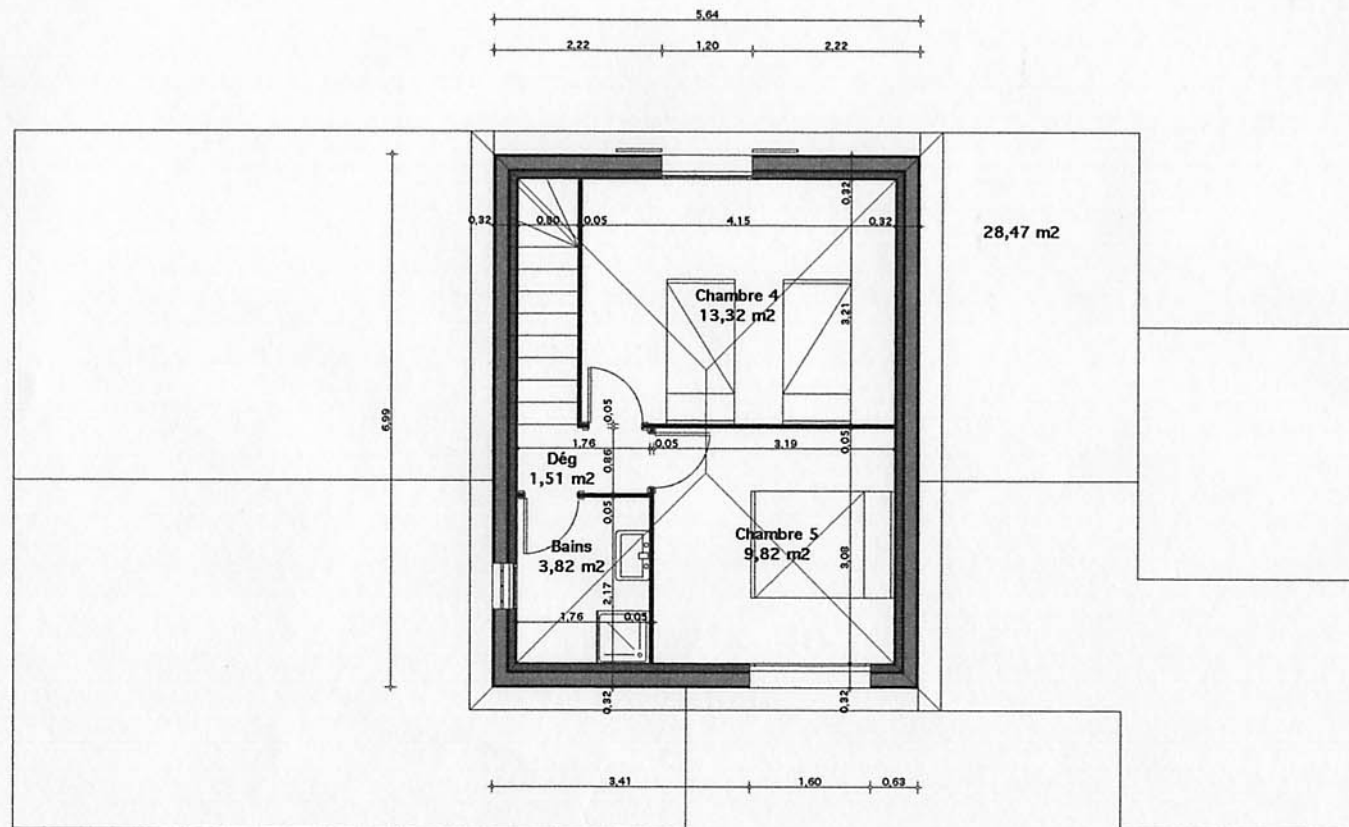 5,64
2,22 1,20 2,22
0,32 0,80 0,05 4,15 0,32
0,32
28,47 m2
Chambre 4
13,32 m2
3,21
6,99
0,05
1,76 0,05 3,19 0,05
0,86
Dég
1,51 m2
0,05
Bains
3,82 m2
Chambre 5
9,82 m2
3,08
2,17
1,76 0,05
0,32 0,32
3,41 1,60 0,63